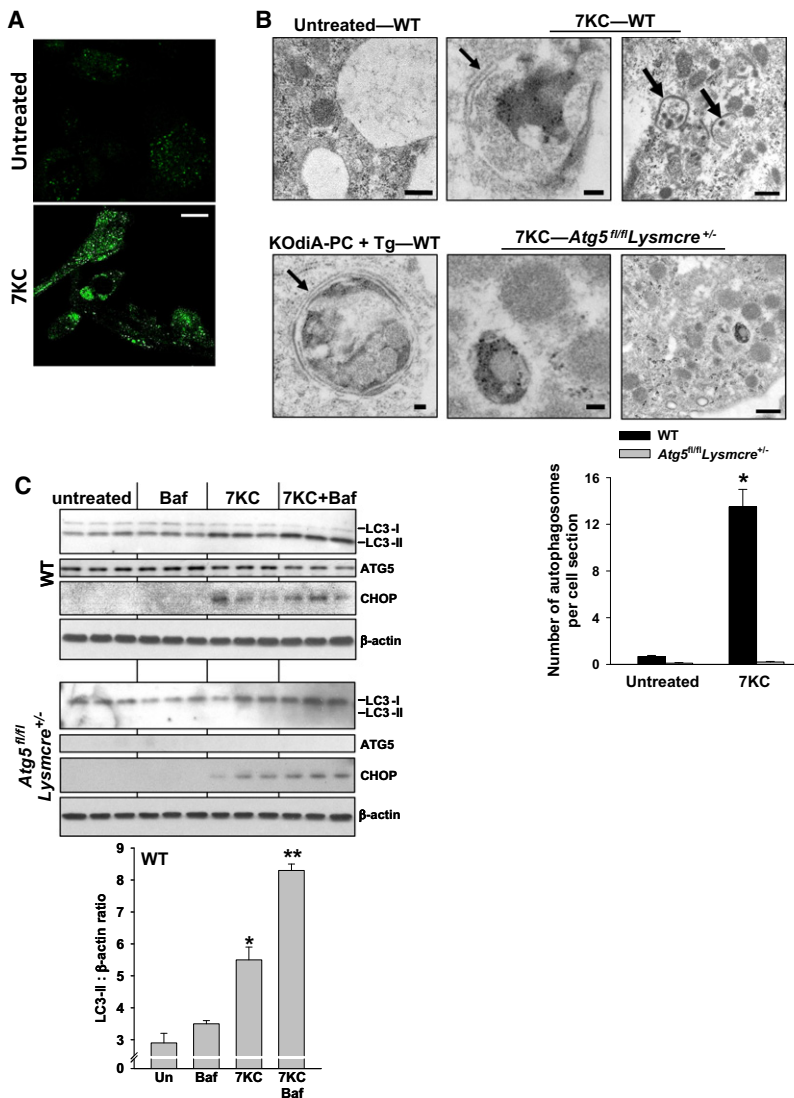 A
Untreated
7KC
B
Untreated—WT
7KC—WT
KOdiA-PC + Tg—WT
7KC—Atg5fl/flLysmcre+/-
WT
Atg5fl/flLysmcre+/-
Number of autophagosomes
per cell section
16
12
8
4
0
*
Untreated
7KC
C
untreated
Baf
7KC
7KC+Baf
WT
LC3-I
LC3-II
ATG5
CHOP
β-actin
Atg5fl/fl
Lysmcre+/-
LC3-I
LC3-II
ATG5
CHOP
β-actin
WT
LC3-II : β-actin ratio
9
8
7
6
5
4
3
0
*
**
Un
Baf
7KC
7KC
Baf